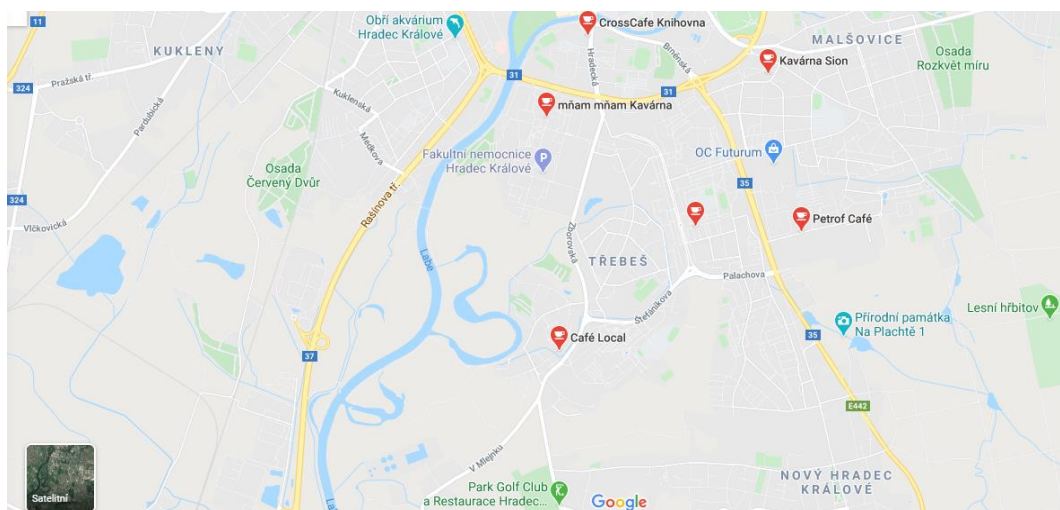 11
KUKLENY
Obří akvárium
Hradec Králové
CrossCafe Knihovna
MALŠOVICE
Osada
Rozkvět míru
Kavárna Sion
Pražská tř.
324
Pardubická
Kuklenská
31
Hradecká
Brněnská
31
mňam mňam Kavárna
Medkova
Fakultní nemocnice
Hradec Králové
P
OC Futurum
Osada
Červený Dvůr
35
324
Vlčkovická
Rašínova tř.
Labe
Zborovská
Petrof Café
TŘEBEŠ
Palachova
Štefánikova
Lesní hřbitov
Přírodní památka
Na Plachtě 1
Café Local
35
37
E442
V Mlejnku
Satelitní
Park Golf Club
a Restaurace Hradec...
Google
NOVÝ HRADEC
KRÁLOVÉ